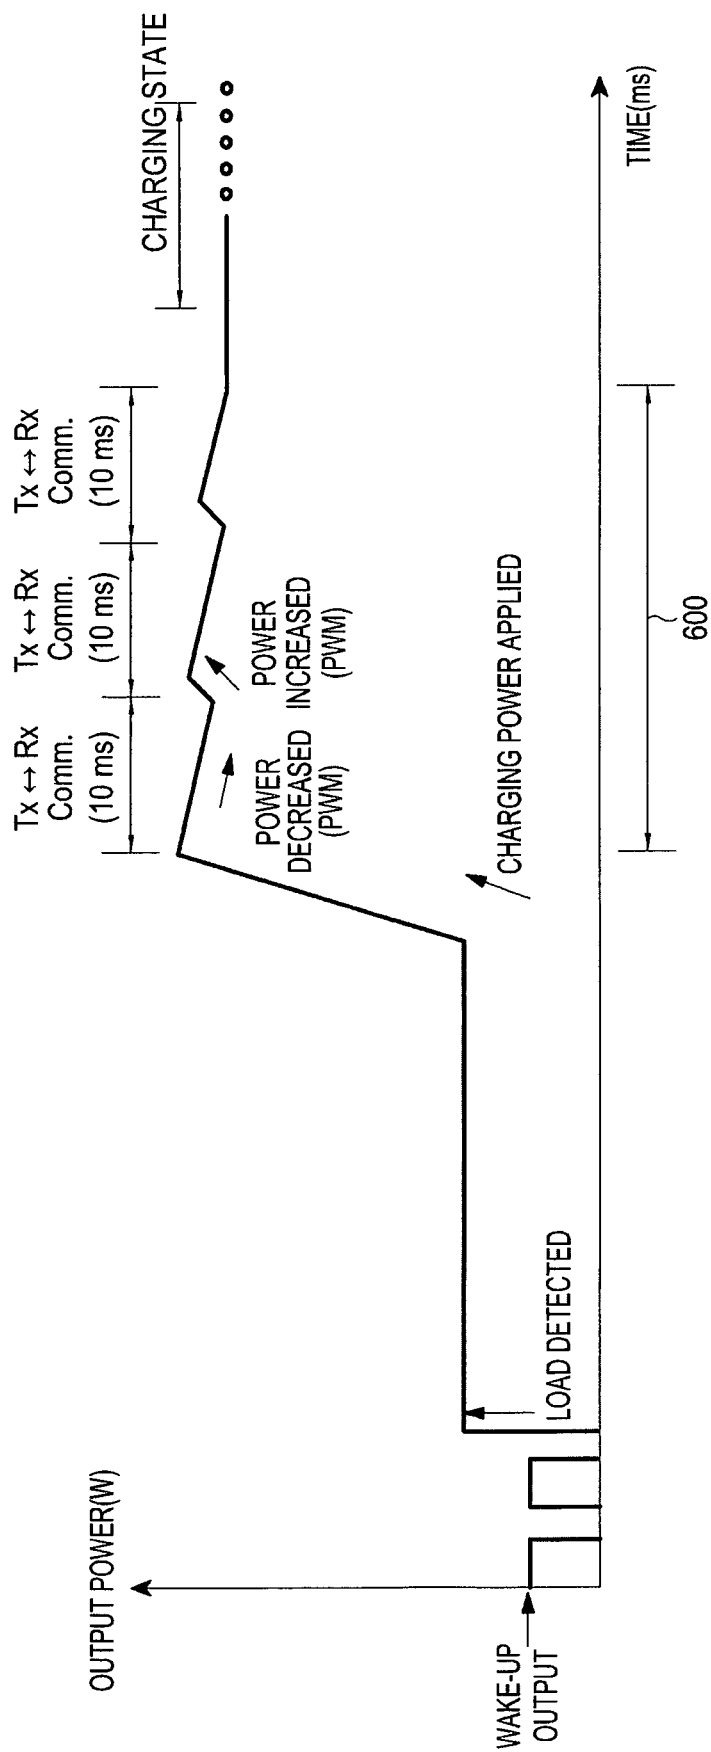 OUTPUT POWER(W)
Tx ↔ Rx
Comm.
(10 ms)
Tx ↔ Rx
Comm.
(10 ms)
Tx ↔ Rx
Comm.
(10 ms)
CHARGING STATE
POWER
DECREASED
(PWM)
POWER
INCREASED
(PWM)
CHARGING POWER APPLIED
WAKE-UP
OUTPUT
LOAD DETECTED
600
TIME(ms)